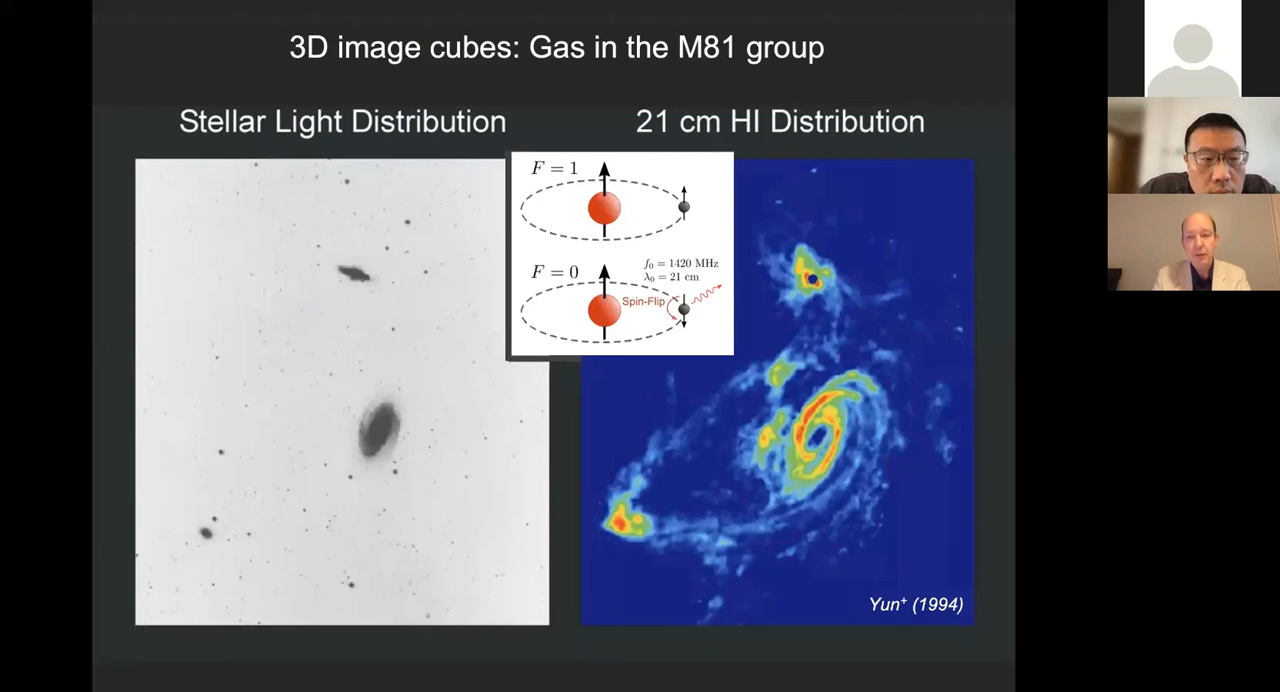 3D image cubes: Gas in the M81 group
Stellar Light Distribution
21 cm HI Distribution
F = 1
F = 0
f₀ = 1420 MHz
λ₀ = 21 cm
Spin-Flip
Yun⁺ (1994)